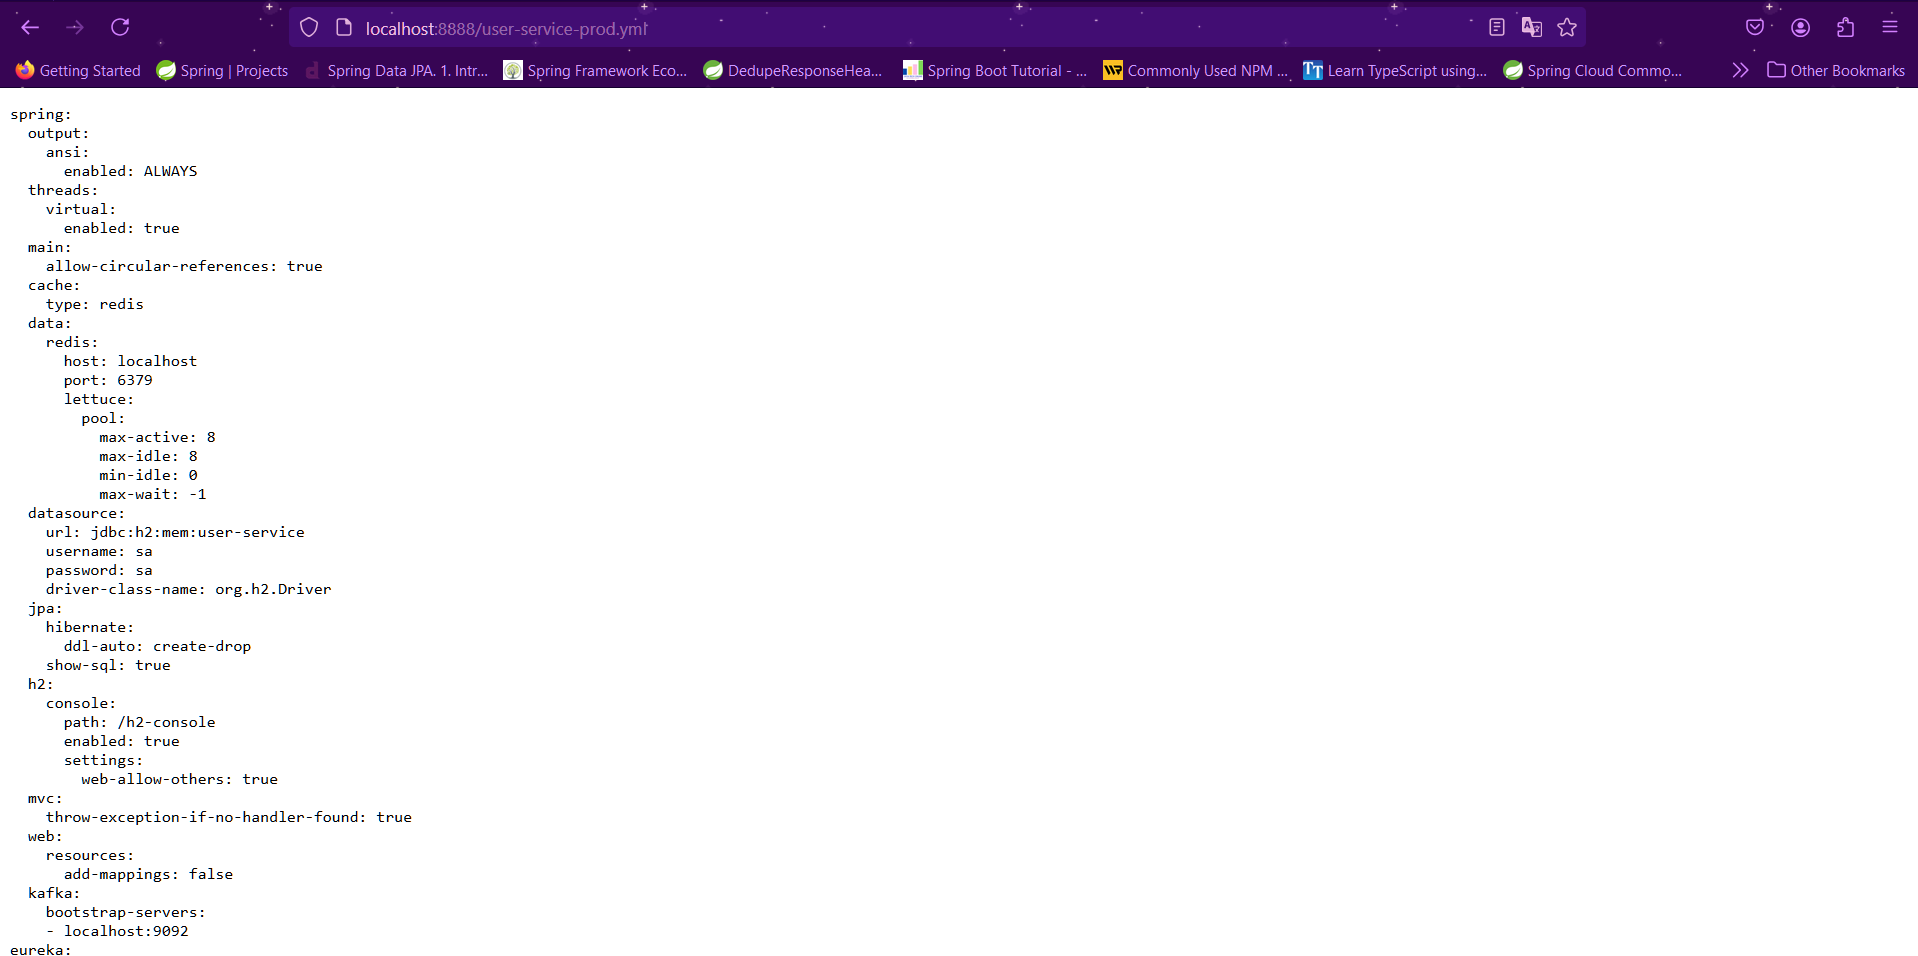 localhost:8888/user-service-prod.yml
Getting Started
Spring | Projects
Spring Data JPA. 1. Intr...
Spring Framework Eco...
DedupeResponseHea...
Spring Boot Tutorial - ...
Commonly Used NPM ...
Learn TypeScript using...
Spring Cloud Commo...
Other Bookmarks
spring:
  output:
    ansi:
      enabled: ALWAYS
  threads:
    virtual:
      enabled: true
  main:
    allow-circular-references: true
  cache:
    type: redis
  data:
    redis:
      host: localhost
      port: 6379
      lettuce:
        pool:
          max-active: 8
          max-idle: 8
          min-idle: 0
          max-wait: -1
  datasource:
    url: jdbc:h2:mem:user-service
    username: sa
    password: sa
    driver-class-name: org.h2.Driver
  jpa:
    hibernate:
      ddl-auto: create-drop
    show-sql: true
  h2:
    console:
      path: /h2-console
      enabled: true
      settings:
        web-allow-others: true
  mvc:
    throw-exception-if-no-handler-found: true
  web:
    resources:
      add-mappings: false
  kafka:
    bootstrap-servers:
    - localhost:9092
eureka: